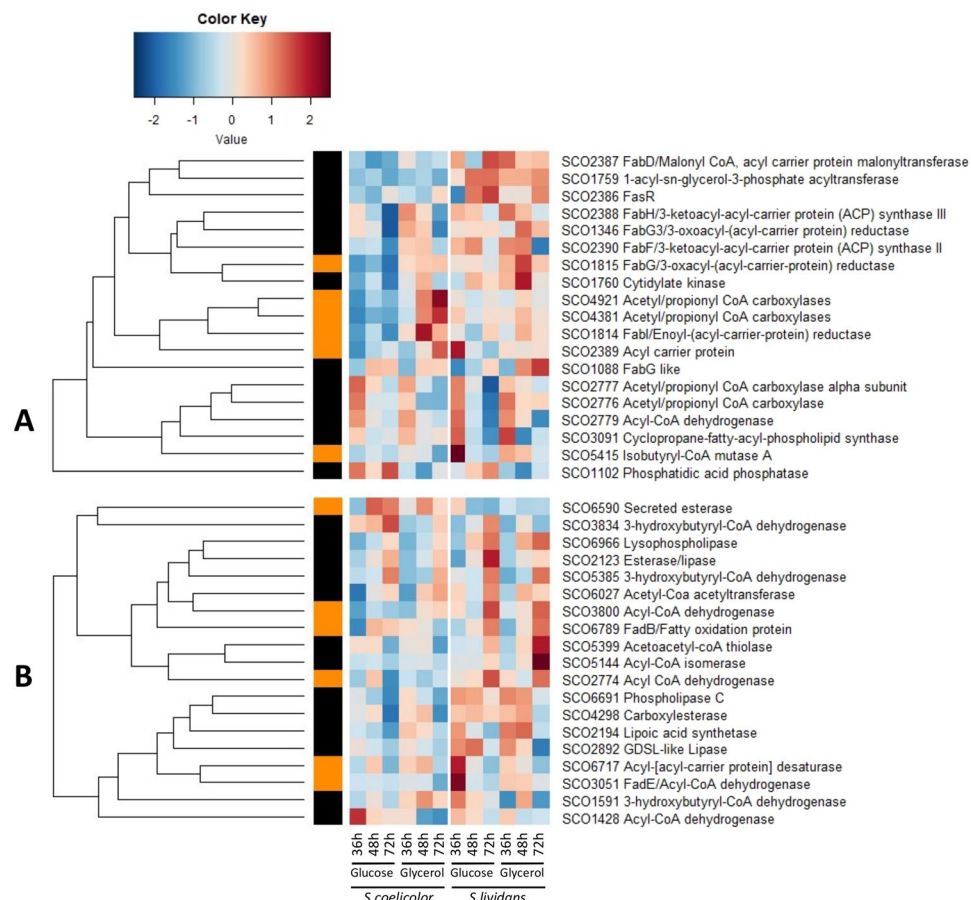 Color Key
-2 -1 0 1 2
Value
A
SCO2387 FabD/Malonyl CoA, acyl carrier protein malonyltransferase
SCO1759 1-acyl-sn-glycerol-3-phosphate acyltransferase
SCO2386 FasR
SCO2388 FabH/3-ketoacyl-acyl-carrier protein (ACP) synthase III
SCO1346 FabG3/3-oxoacyl-(acyl-carrier protein) reductase
SCO2390 FabF/3-ketoacyl-acyl-carrier protein (ACP) synthase II
SCO1815 FabG/3-oxacyl-(acyl-carrier-protein) reductase
SCO1760 Cytidylate kinase
SCO4921 Acetyl/propionyl CoA carboxylases
SCO4381 Acetyl/propionyl CoA carboxylases
SCO1814 FabI/Enoyl-(acyl-carrier-protein) reductase
SCO2389 Acyl carrier protein
SCO1088 FabG like
SCO2777 Acetyl/propionyl CoA carboxylase alpha subunit
SCO2776 Acetyl/propionyl CoA carboxylase
SCO2779 Acyl-CoA dehydrogenase
SCO3091 Cyclopropane-fatty-acyl-phospholipid synthase
SCO5415 Isobutyryl-CoA mutase A
SCO1102 Phosphatidic acid phosphatase
B
SCO6590 Secreted esterase
SCO3834 3-hydroxybutyryl-CoA dehydrogenase
SCO6966 Lysophospholipase
SCO2123 Esterase/lipase
SCO5385 3-hydroxybutyryl-CoA dehydrogenase
SCO6027 Acetyl-Coa acetyltransferase
SCO3800 Acyl-CoA dehydrogenase
SCO6789 FadB/Fatty oxidation protein
SCO5399 Acetoacetyl-coA thiolase
SCO5144 Acyl-CoA isomerase
SCO2774 Acyl CoA dehydrogenase
SCO6691 Phospholipase C
SCO4298 Carboxylesterase
SCO2194 Lipoic acid synthetase
SCO2892 GDSL-like Lipase
SCO6717 Acyl-[acyl-carrier protein] desaturase
SCO3051 FadE/Acyl-CoA dehydrogenase
SCO1591 3-hydroxybutyryl-CoA dehydrogenase
SCO1428 Acyl-CoA dehydrogenase
36h 48h 72h 36h 48h 72h 36h 48h 72h 36h 48h 72h
Glucose Glycerol Glucose Glycerol
S.coelicolor S.lividans